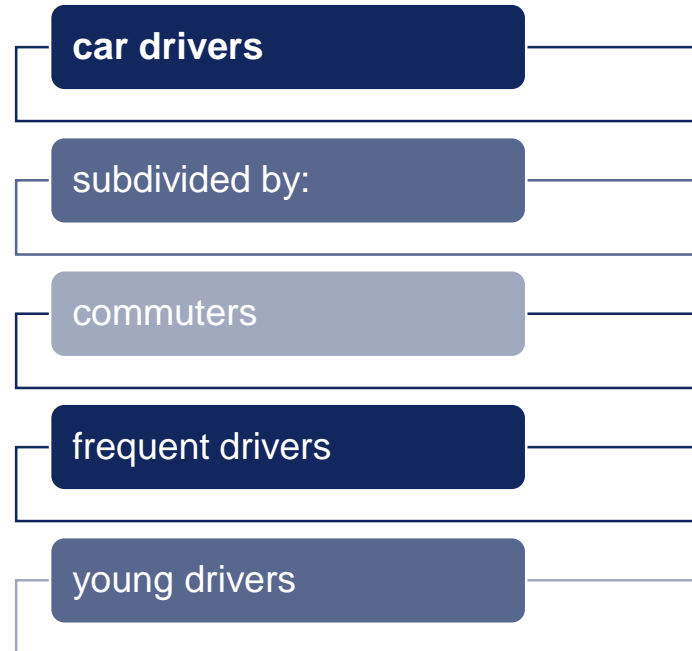 car drivers
subdivided by:
commuters
frequent drivers
young drivers